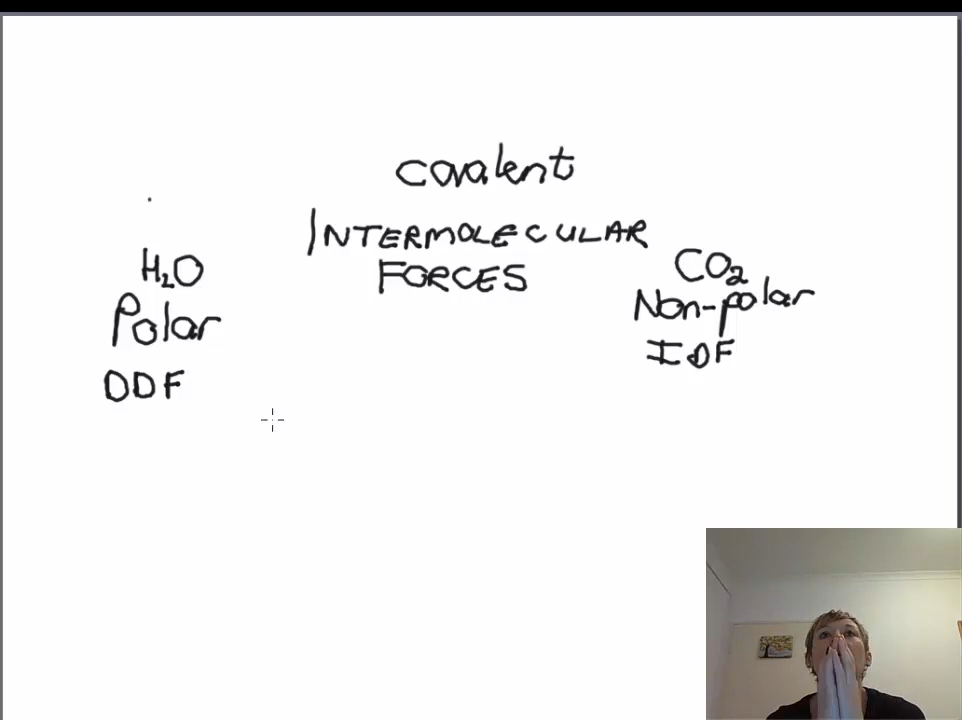 covalent
INTERMOLECULAR
FORCES
H₂O
Polar
DDF
CO₂
Non-polar
IDF